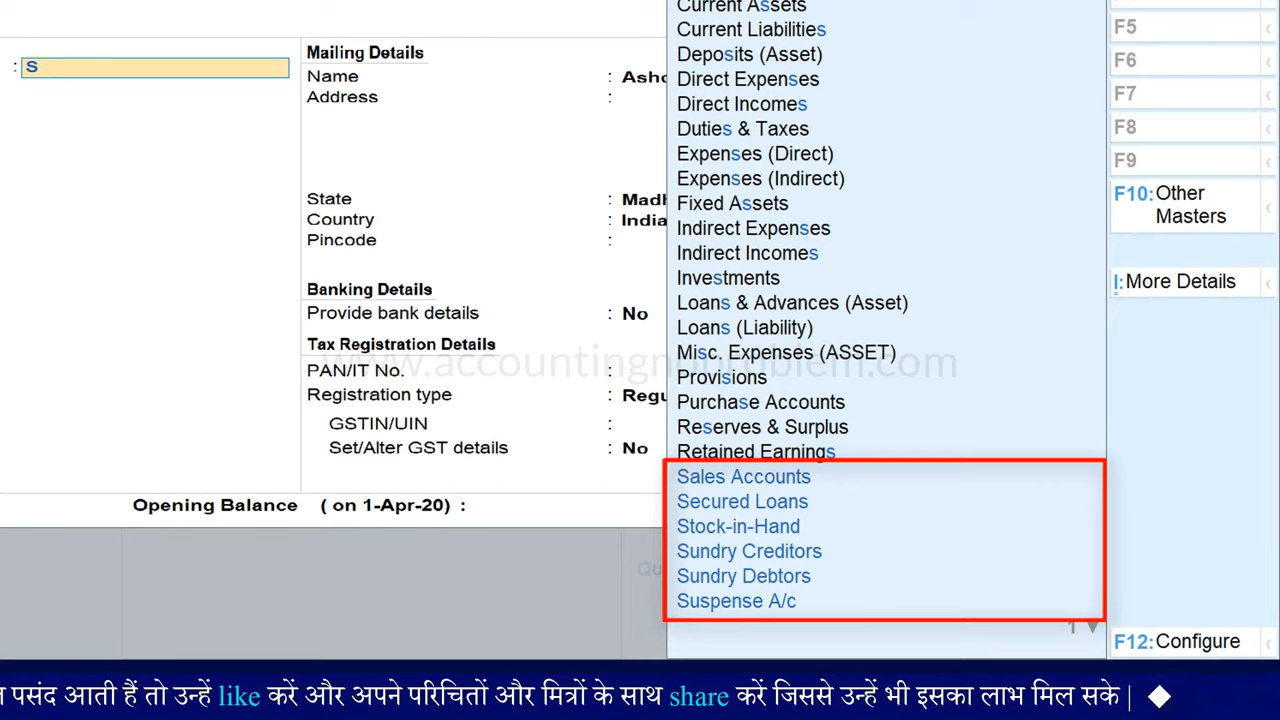 : S
Mailing Details
Name :
Address :
State :
Country : India
Pincode :
Banking Details
Provide bank details : No
Tax Registration Details
PAN/IT No. :
Registration type :
GSTIN/UIN :
Set/Alter GST details : No
Opening Balance ( on 1-Apr-20) :
Current Assets
Current Liabilities
Deposits (Asset)
Direct Expenses
Direct Incomes
Duties & Taxes
Expenses (Direct)
Expenses (Indirect)
Fixed Assets
Indirect Expenses
Indirect Incomes
Investments
Loans & Advances (Asset)
Loans (Liability)
Misc. Expenses (ASSET)
Provisions
Purchase Accounts
Reserves & Surplus
Retained Earnings
Sales Accounts
Secured Loans
Stock-in-Hand
Sundry Creditors
Sundry Debtors
Suspense A/c
1 ▼
F5
F6
F7
F8
F9
F10: Other
Masters
I: More Details
F12: Configure
www.accountingnoproblem.com
पसंद आती हैं तो उन्हें like करें और अपने परिचितों और मित्रों के साथ share करें जिससे उन्हें भी इसका लाभ मिल सके | ◆